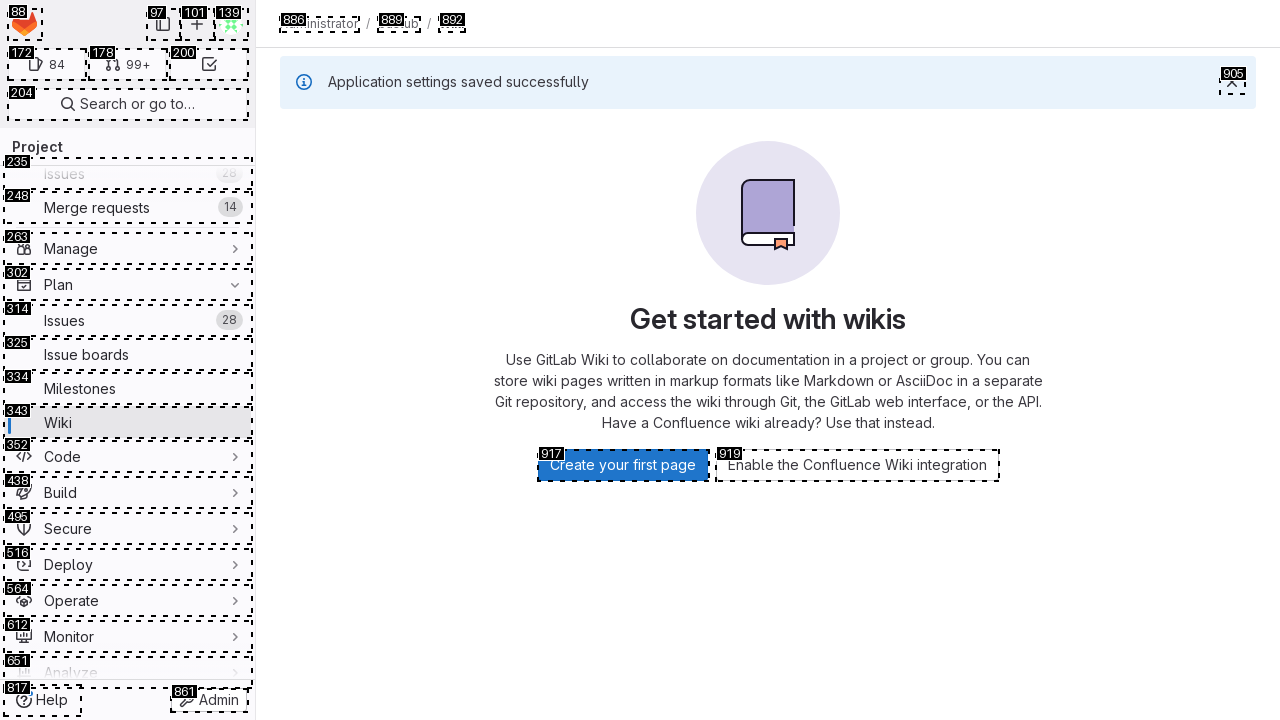 88
97
101
139
172
84
178
99+
200
204
Search or go to…
Project
235
Issues
28
248
Merge requests
14
263
Manage
302
Plan
314
Issues
28
325
Issue boards
334
Milestones
343
Wiki
352
Code
438
Build
495
Secure
516
Deploy
564
Operate
612
Monitor
651
Analyze
817
Help
861
Admin
886
/
889
/
892
Application settings saved successfully
905
Get started with wikis
Use GitLab Wiki to collaborate on documentation in a project or group. You can
store wiki pages written in markup formats like Markdown or AsciiDoc in a separate
Git repository, and access the wiki through Git, the GitLab web interface, or the API.
Have a Confluence wiki already? Use that instead.
917
Create your first page
919
Enable the Confluence Wiki integration